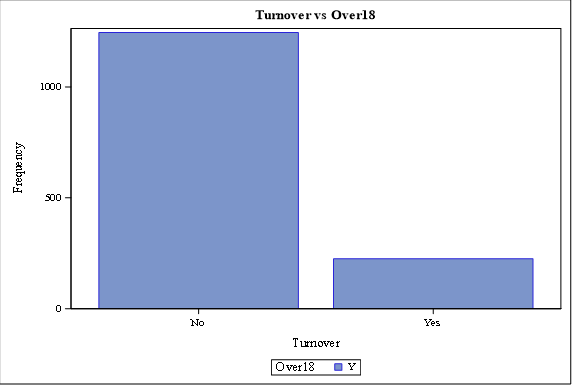 Turnover vs Over18
1000
500
0
Frequency
No Yes
Turnover
Over18 Y